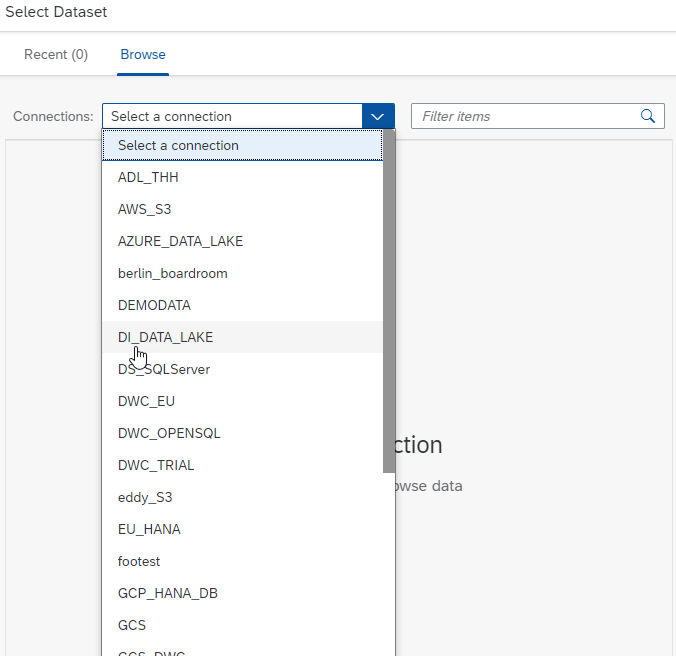 Select Dataset
Recent (0) Browse
Connections: Select a connection Filter items
Select a connection
ADL_THH
AWS_S3
AZURE_DATA_LAKE
berlin_boardroom
DEMODATA
DI_DATA_LAKE
DS_SQLServer
DWC_EU
DWC_OPENSQL
ction
DWC_TRIAL
owse data
eddy_S3
EU_HANA
footest
GCP_HANA_DB
GCS
GCS_DWC